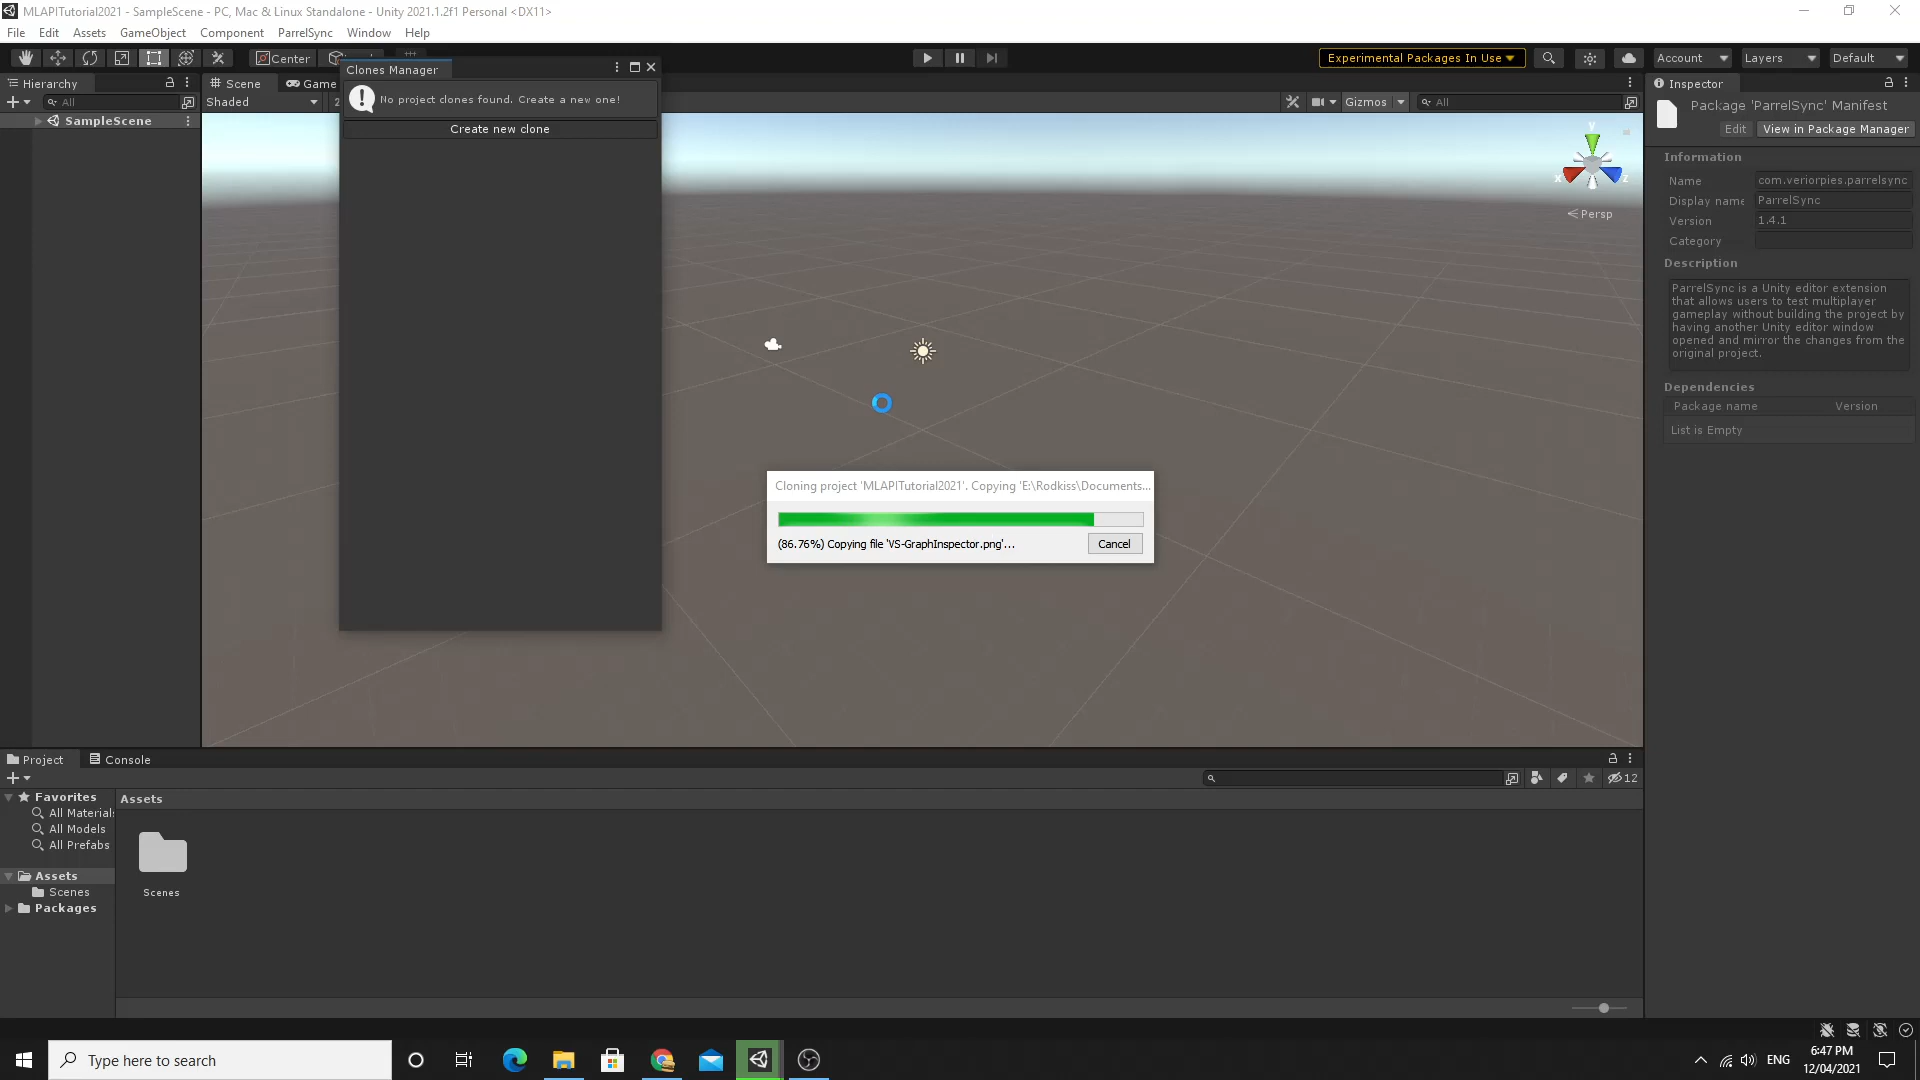 MLAPITutorial2021 - SampleScene - PC, Mac & Linux Standalone - Unity 2021.1.2f1 Personal <DX11>
File Edit Assets GameObject Component ParrelSync Window Help
Center
Experimental Packages In Use
Account
Layers
Default
Hierarchy
All
SampleScene
Scene
Game
Shaded
2
Clones Manager
No project clones found. Create a new one!
Create new clone
Gizmos
All
y
x
z
Persp
Cloning project 'MLAPITutorial2021'. Copying 'E:\Rodkiss\Documents...
(86.76%) Copying file 'VS-GraphInspector.png'...
Cancel
Inspector
Package 'ParrelSync' Manifest
Edit
View in Package Manager
Information
Name com.veriorpies.parrelsync
Display name ParrelSync
Version 1.4.1
Category
Description
ParrelSync is a Unity editor extension
that allows users to test multiplayer
gameplay without building the project by
having another Unity editor window
opened and mirror the changes from the
original project.
Dependencies
Package name Version
List is Empty
Project
Console
12
Favorites
All Materials
All Models
All Prefabs
Assets
Scenes
Packages
Assets
Scenes
Type here to search
ENG
6:47 PM
12/04/2021